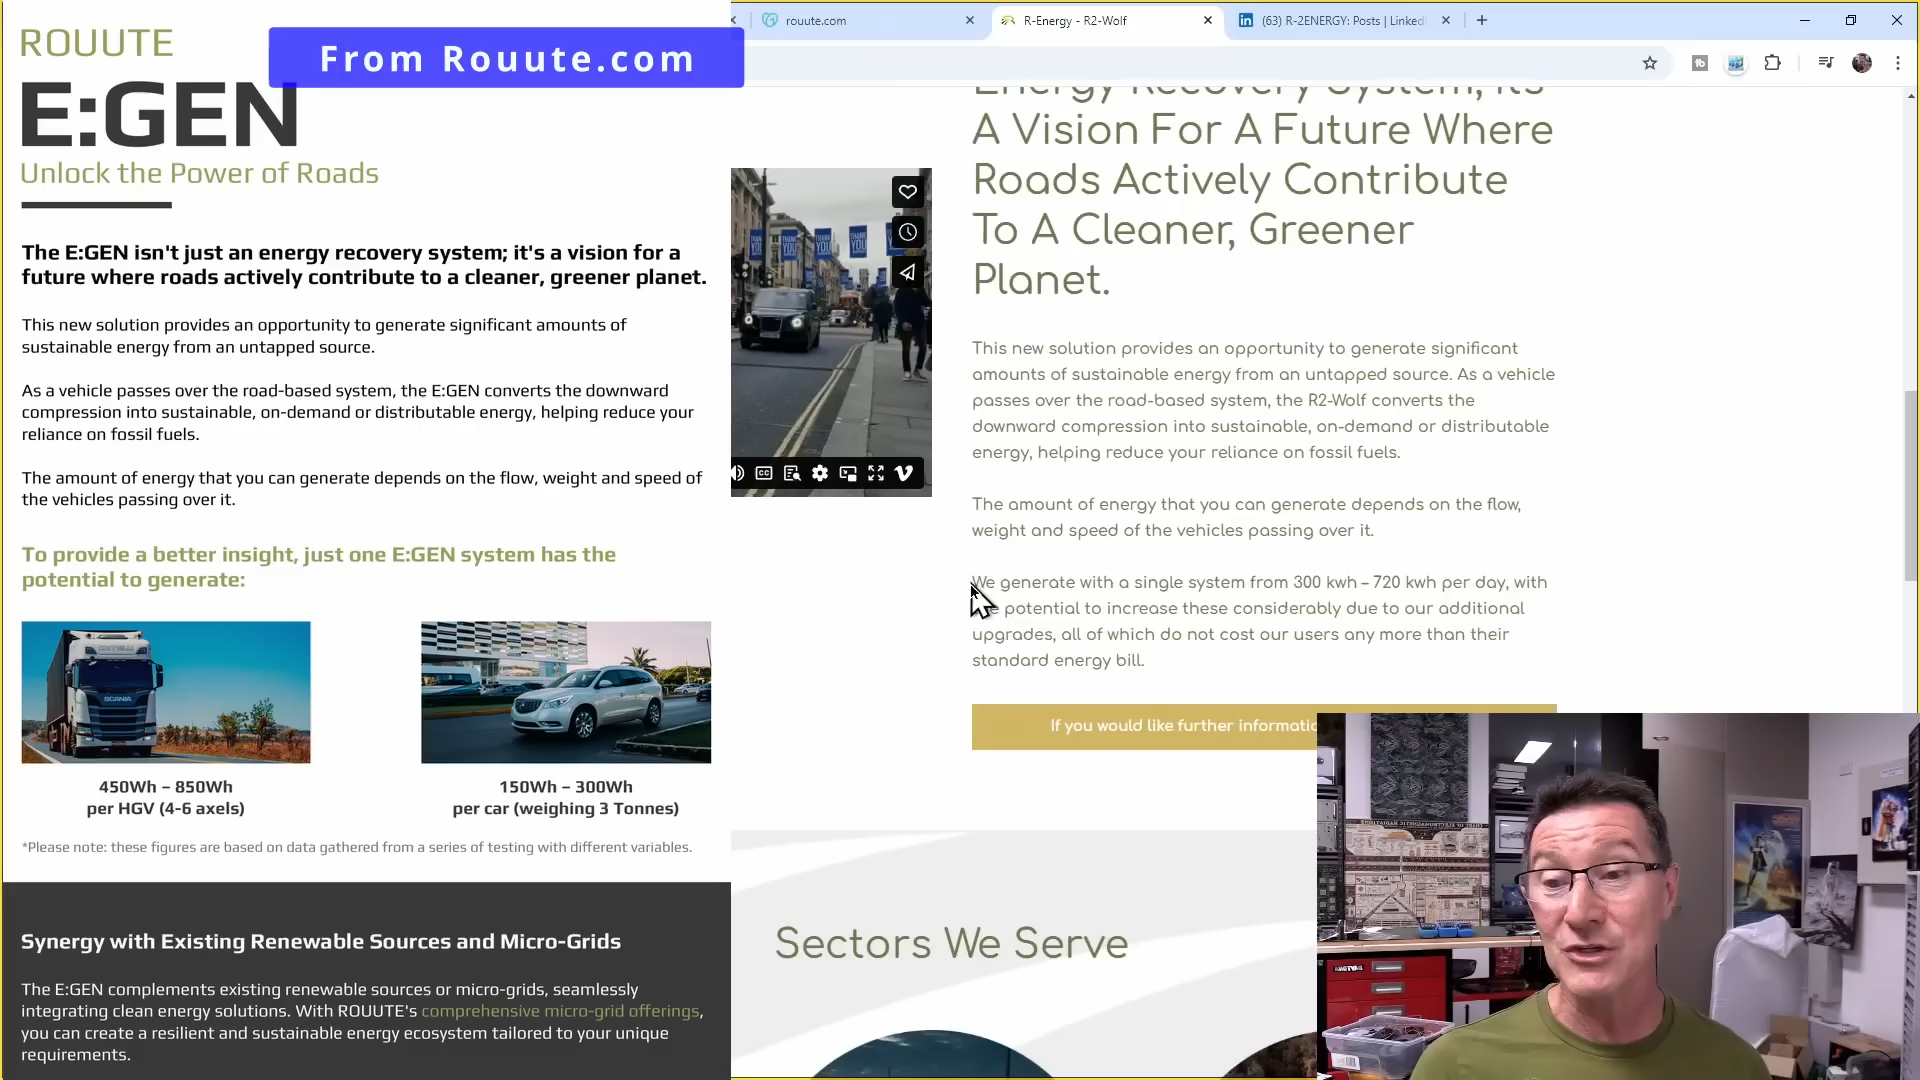 ROUUTE
From Rouute.com
E:GEN
Unlock the Power of Roads
The E:GEN isn't just an energy recovery system; it's a vision for a
future where roads actively contribute to a cleaner, greener planet.
This new solution provides an opportunity to generate significant amounts of
sustainable energy from an untapped source.
As a vehicle passes over the road-based system, the E:GEN converts the downward
compression into sustainable, on-demand or distributable energy, helping reduce your
reliance on fossil fuels.
The amount of energy that you can generate depends on the flow, weight and speed of
the vehicles passing over it.
To provide a better insight, just one E:GEN system has the
potential to generate:
SCANIA
450Wh – 850Wh
per HGV (4-6 axels)
150Wh – 300Wh
per car (weighing 3 Tonnes)
*Please note: these figures are based on data gathered from a series of testing with different variables.
Synergy with Existing Renewable Sources and Micro-Grids
The E:GEN complements existing renewable sources or micro-grids, seamlessly
integrating clean energy solutions. With ROUUTE's comprehensive micro-grid offerings,
you can create a resilient and sustainable energy ecosystem tailored to your unique
requirements.
rouute.com
R-Energy - R2-Wolf
(63) R-2ENERGY: Posts | Linked
Energy Recovery System; Its
A Vision For A Future Where
Roads Actively Contribute
To A Cleaner, Greener
Planet.
THANK YOU
CC
This new solution provides an opportunity to generate significant
amounts of sustainable energy from an untapped source. As a vehicle
passes over the road-based system, the R2-Wolf converts the
downward compression into sustainable, on-demand or distributable
energy, helping reduce your reliance on fossil fuels.
The amount of energy that you can generate depends on the flow,
weight and speed of the vehicles passing over it.
We generate with a single system from 300 kwh – 720 kwh per day, with
potential to increase these considerably due to our additional
upgrades, all of which do not cost our users any more than their
standard energy bill.
If you would like further
Sectors We Serve